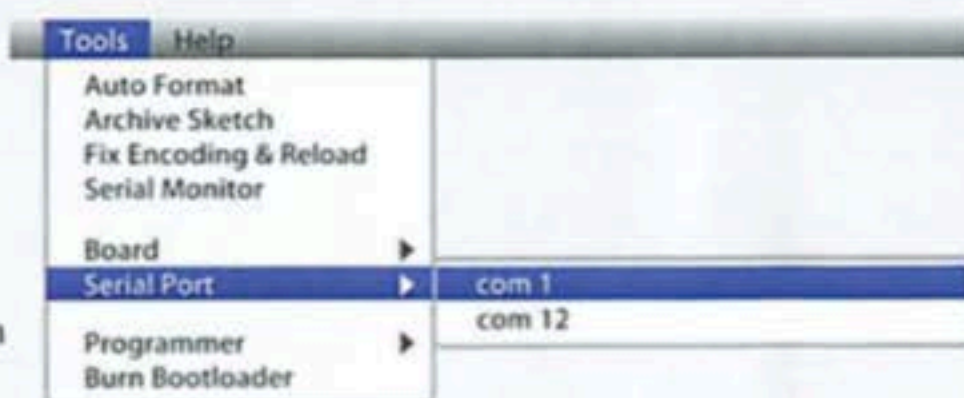 Tools Help
Auto Format
Archive Sketch
Fix Encoding & Reload
Serial Monitor
Board
Serial Port com 1
com 12
Programmer
Burn Bootloader